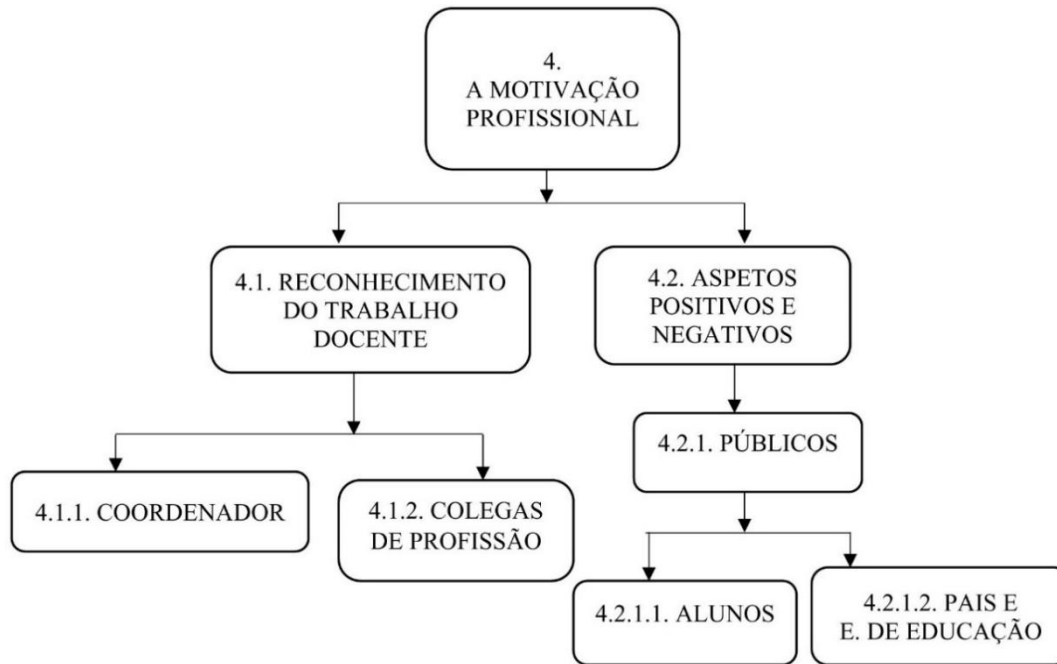 4.
A MOTIVAÇÃO
PROFISSIONAL
4.1. RECONHECIMENTO
DO TRABALHO
DOCENTE
4.2. ASPETOS
POSITIVOS E
NEGATIVOS
4.2.1. PÚBLICOS
4.1.1. COORDENADOR
4.1.2. COLEGAS
DE PROFISSÃO
4.2.1.1. ALUNOS
4.2.1.2. PAIS E
E. DE EDUCAÇÃO